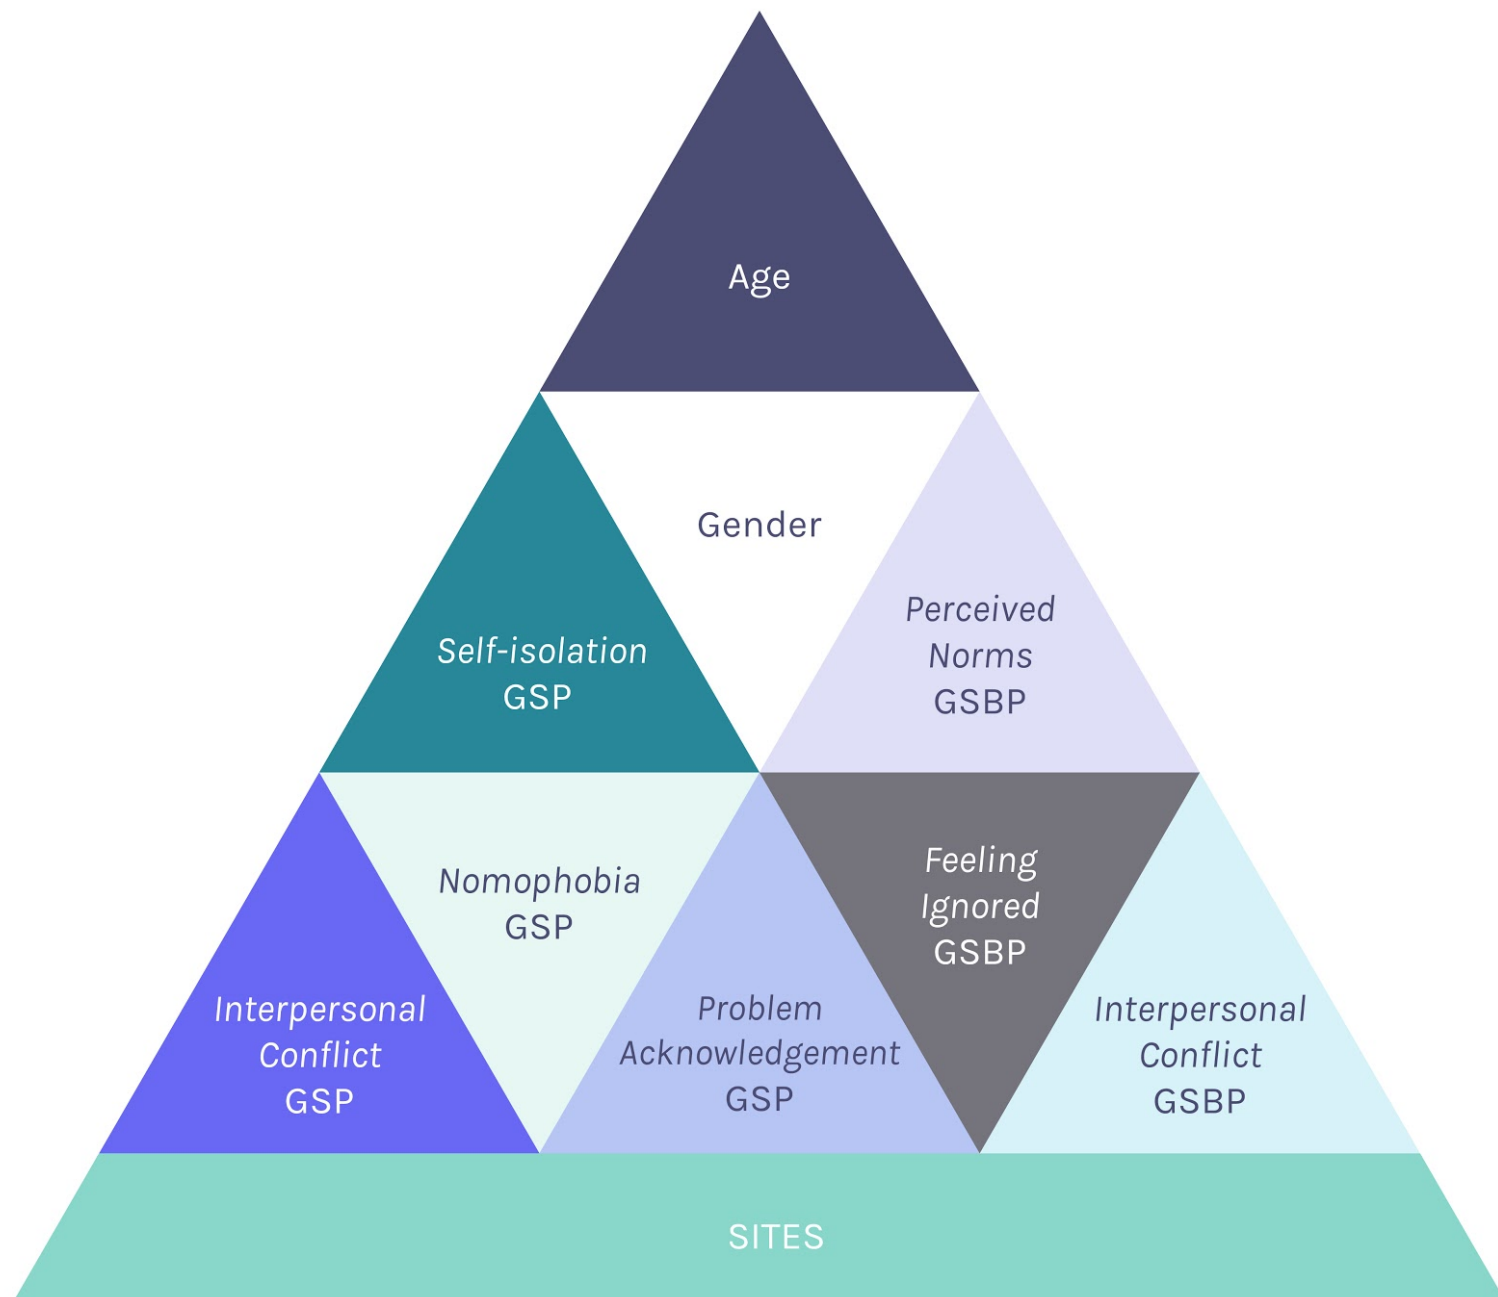 Age
Gender
Self-isolation
GSP
Perceived
Norms
GSBP
Nomophobia
GSP
Feeling
Ignored
GSBP
Interpersonal
Conflict
GSP
Problem
Acknowledgement
GSP
Interpersonal
Conflict
GSBP
SITES